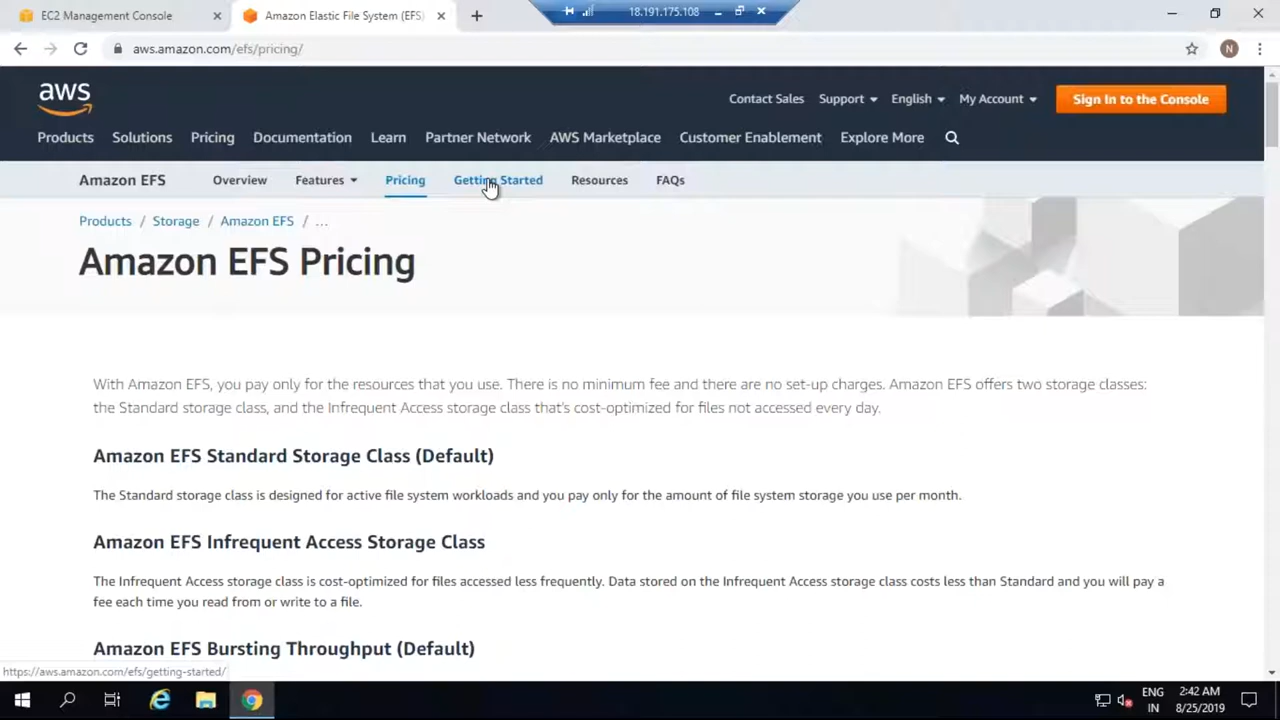 EC2 Management Console
Amazon Elastic File System (EFS)
18.191.175.108
aws.amazon.com/efs/pricing/
N
aws
Contact Sales Support English My Account Sign In to the Console
Products Solutions Pricing Documentation Learn Partner Network AWS Marketplace Customer Enablement Explore More
Amazon EFS Overview Features Pricing Getting Started Resources FAQs
Products / Storage / Amazon EFS / ...
Amazon EFS Pricing
With Amazon EFS, you pay only for the resources that you use. There is no minimum fee and there are no set-up charges. Amazon EFS offers two storage classes:
the Standard storage class, and the Infrequent Access storage class that's cost-optimized for files not accessed every day.
Amazon EFS Standard Storage Class (Default)
The Standard storage class is designed for active file system workloads and you pay only for the amount of file system storage you use per month.
Amazon EFS Infrequent Access Storage Class
The Infrequent Access storage class is cost-optimized for files accessed less frequently. Data stored on the Infrequent Access storage class costs less than Standard and you will pay a
fee each time you read from or write to a file.
Amazon EFS Bursting Throughput (Default)
https://aws.amazon.com/efs/getting-started/
ENG 2:42 AM
IN 8/25/2019